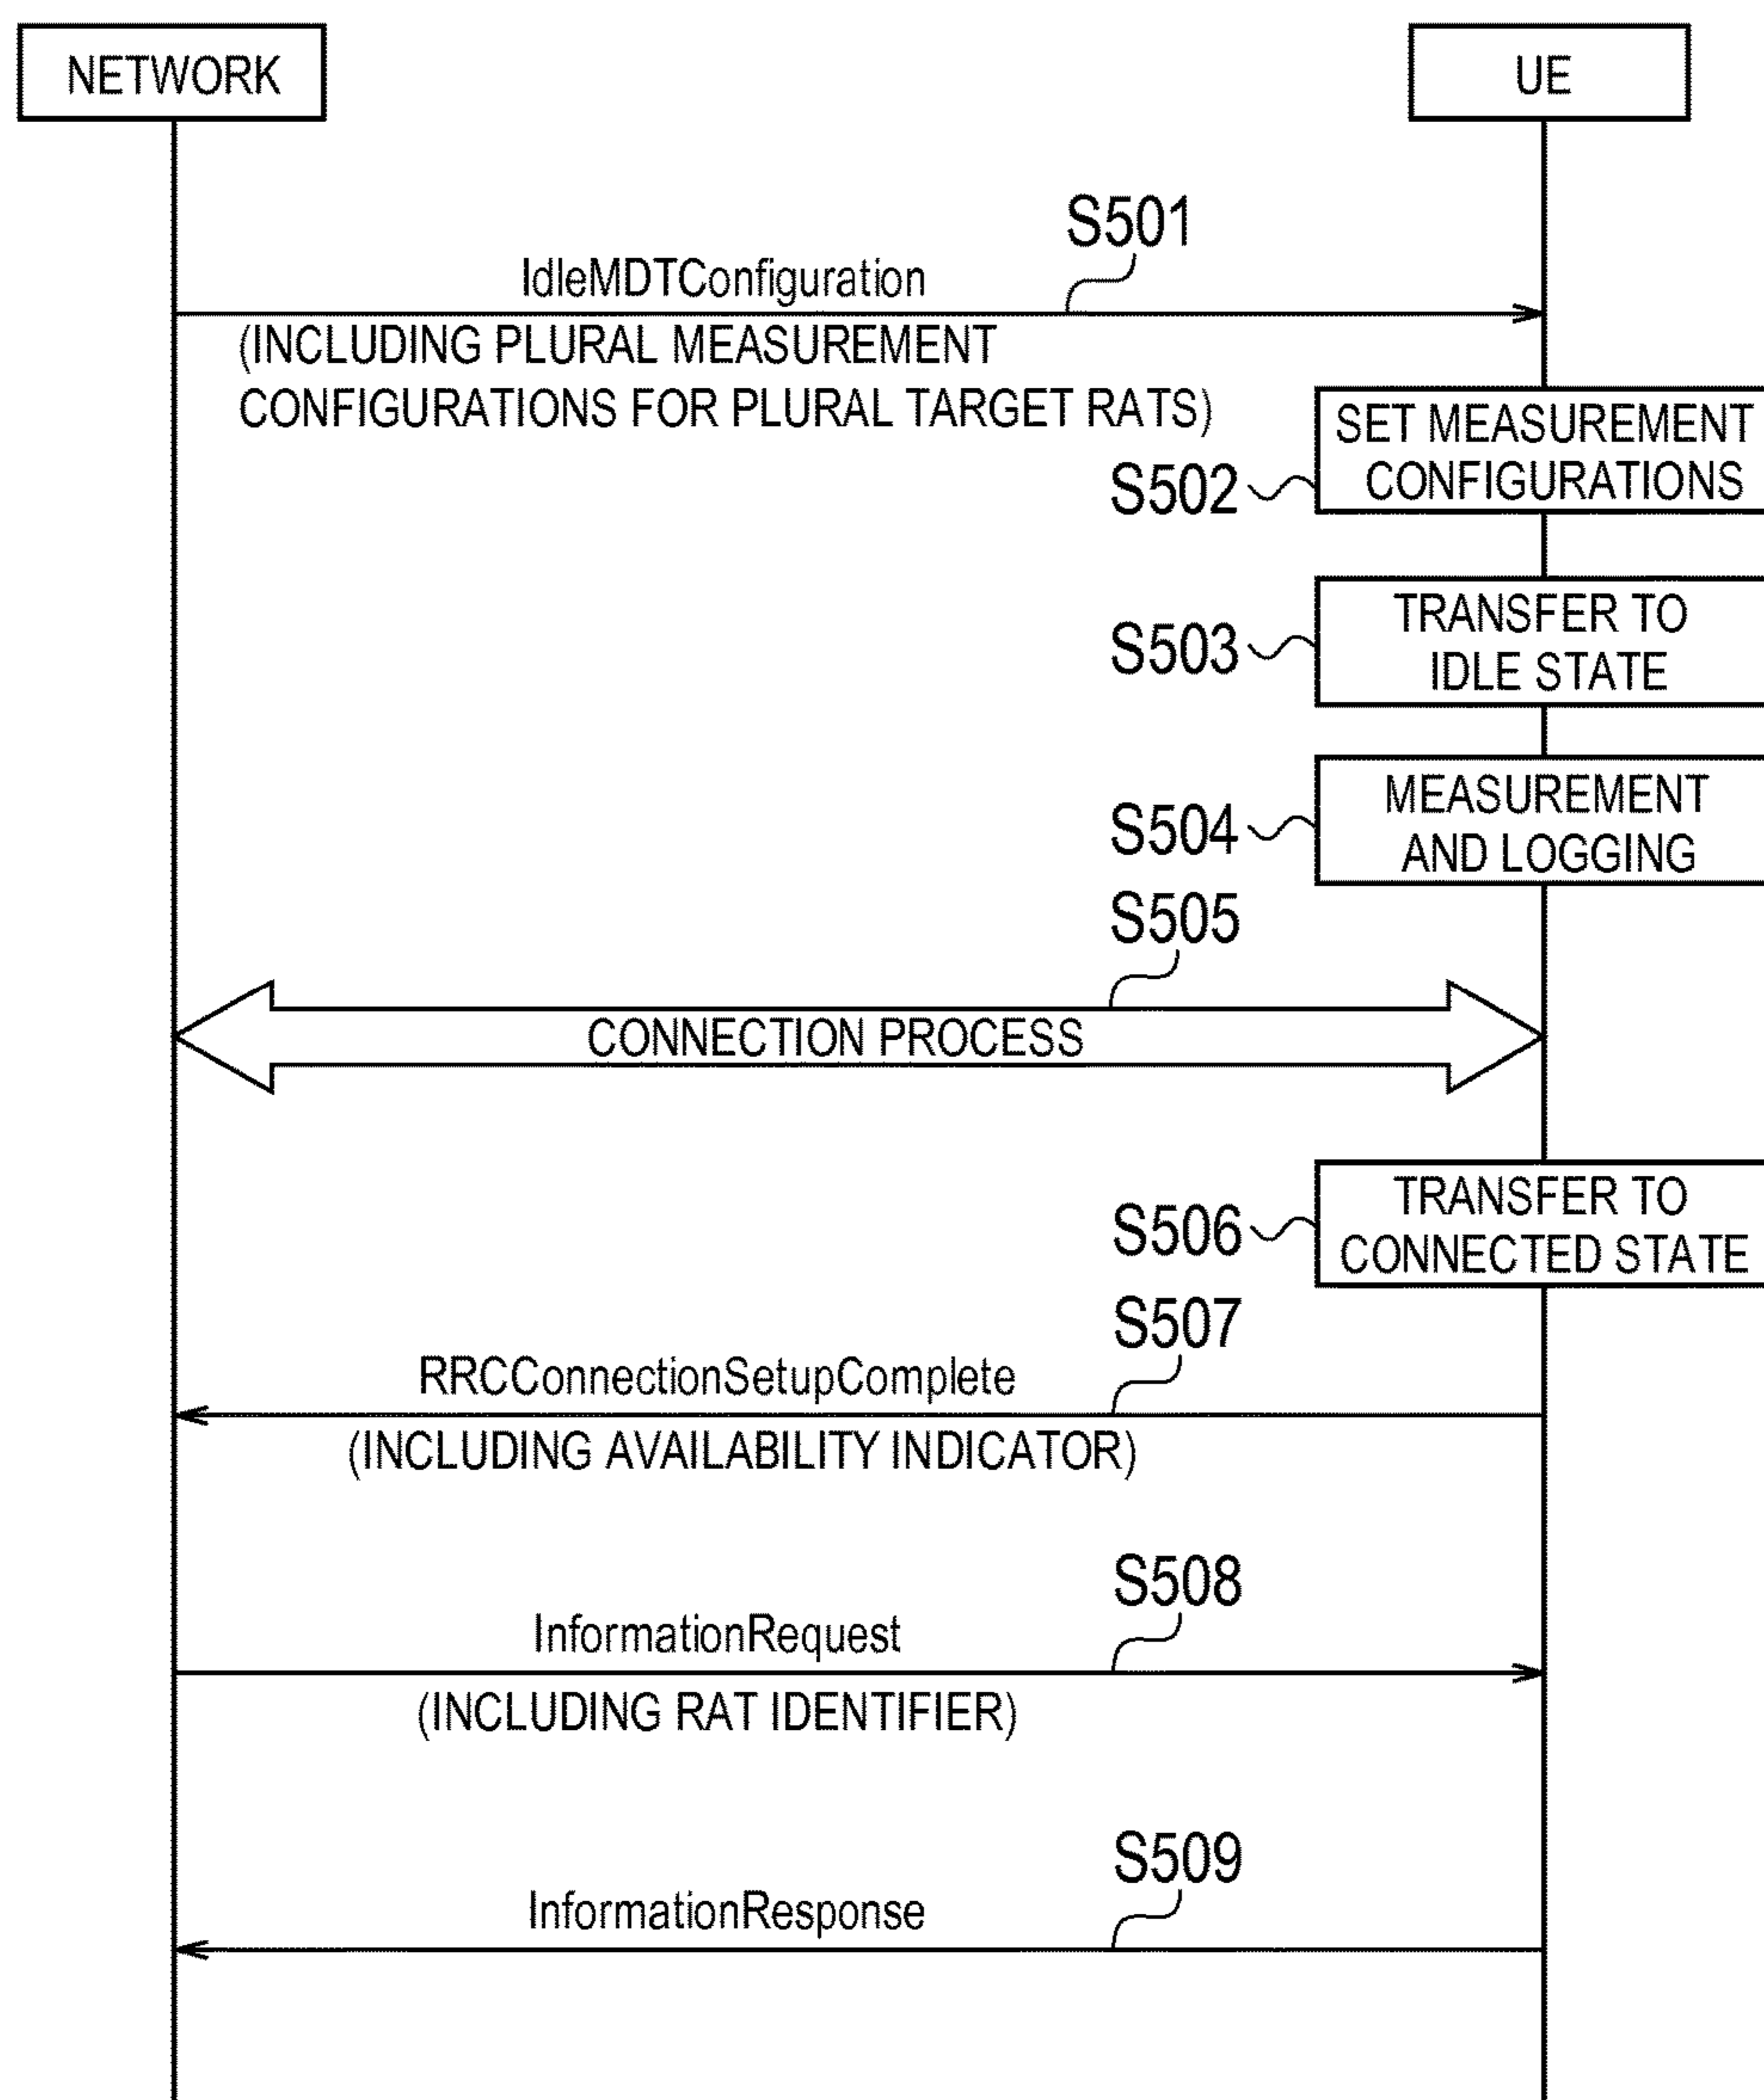 NETWORK
UE
S501
IdleMDTConfiguration
(INCLUDING PLURAL MEASUREMENT
CONFIGURATIONS FOR PLURAL TARGET RATS)
SET MEASUREMENT
CONFIGURATIONS
S502
TRANSFER TO
IDLE STATE
S503
MEASUREMENT
AND LOGGING
S504
S505
CONNECTION PROCESS
TRANSFER TO
CONNECTED STATE
S506
S507
RRCConnectionSetupComplete
(INCLUDING AVAILABILITY INDICATOR)
S508
InformationRequest
(INCLUDING RAT IDENTIFIER)
S509
InformationResponse